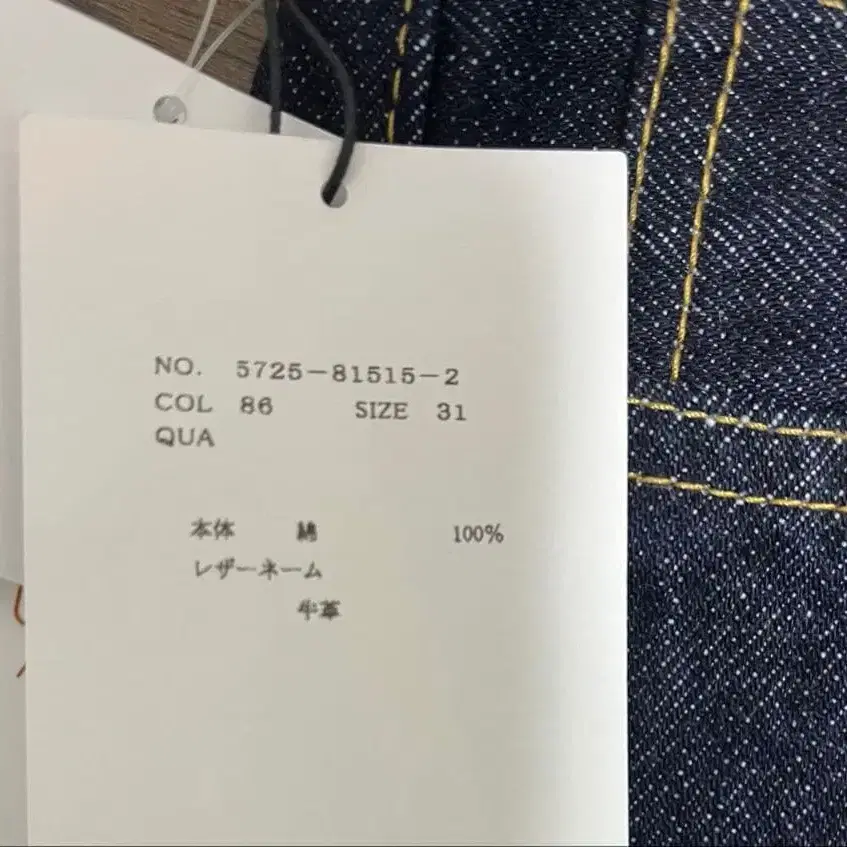 NO. 5725-81515-2
COL 86 SIZE 31
QUA
本体 綿 100%
レザーネーム
牛革